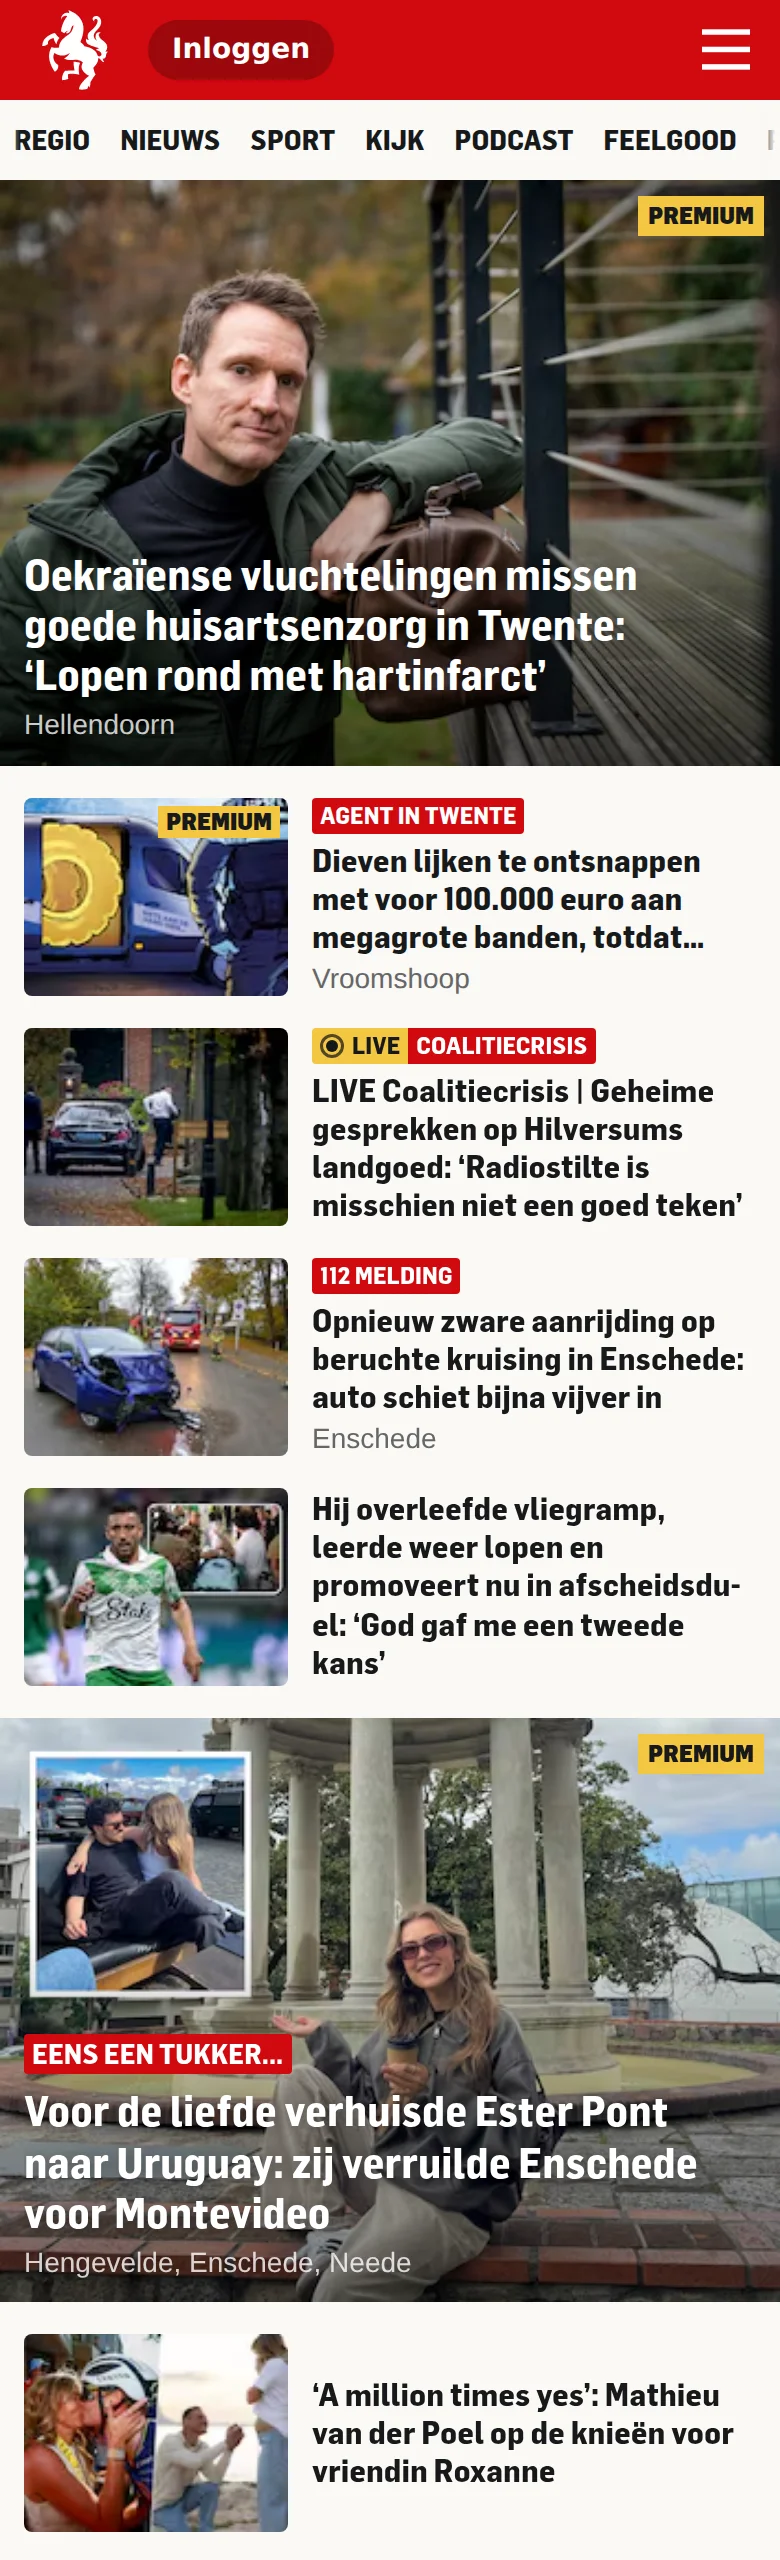 Inloggen
REGIO NIEUWS SPORT KIJK PODCAST FEELGOOD
PREMIUM
Oekraïense vluchtelingen missen
goede huisartsenzorg in Twente:
‘Lopen rond met hartinfarct’
Hellendoorn
PREMIUM
AGENT IN TWENTE
Dieven lijken te ontsnappen
met voor 100.000 euro aan
megagrote banden, totdat...
Vroomshoop
LIVE COALITIECRISIS
LIVE Coalitiecrisis | Geheime
gesprekken op Hilversums
landgoed: ‘Radiostilte is
misschien niet een goed teken’
112 MELDING
Opnieuw zware aanrijding op
beruchte kruising in Enschede:
auto schiet bijna vijver in
Enschede
Stake
Hij overleefde vliegramp,
leerde weer lopen en
promoveert nu in afscheidsdu-
el: ‘God gaf me een tweede
kans’
PREMIUM
EENS EEN TUKKER...
Voor de liefde verhuisde Ester Pont
naar Uruguay: zij verruilde Enschede
voor Montevideo
Hengevelde, Enschede, Neede
‘A million times yes’: Mathieu
van der Poel op de knieën voor
vriendin Roxanne